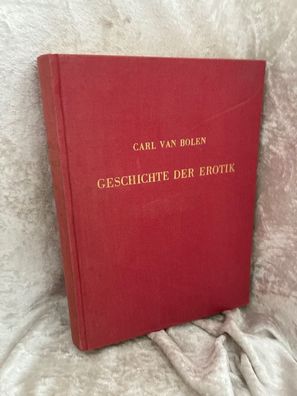 CARL VAN BOLEN
GESCHICHTE DER EROTIK